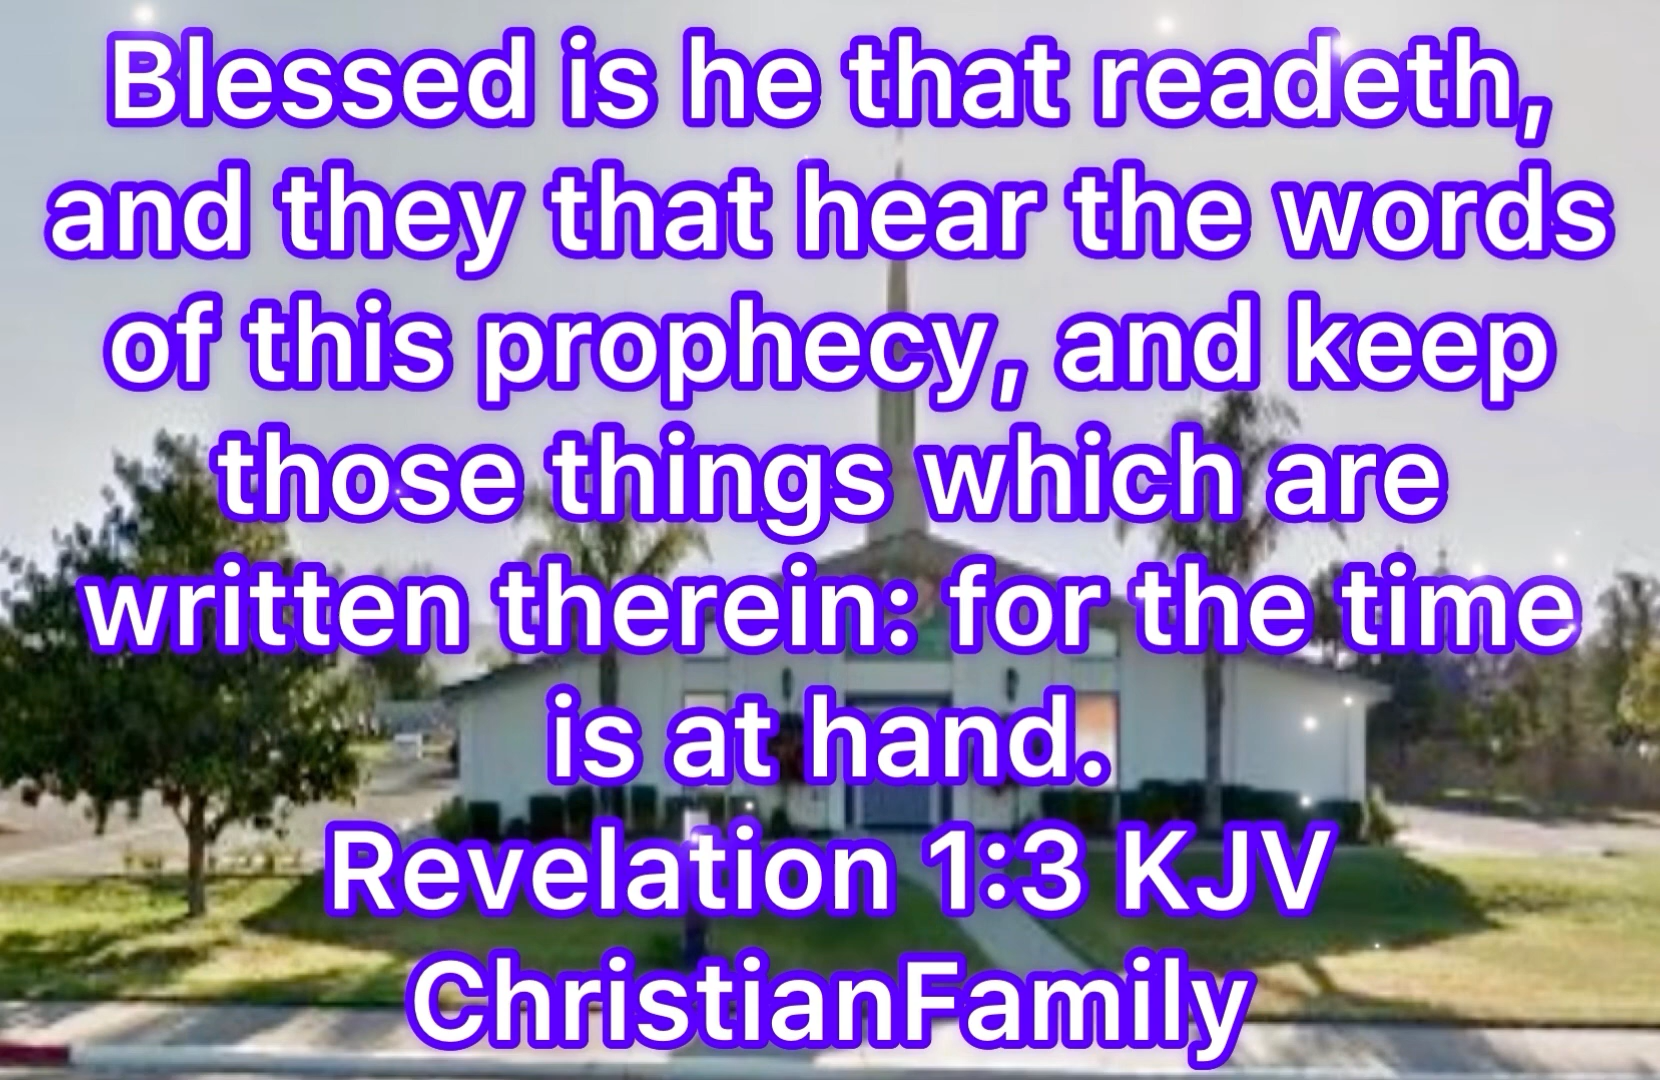 Blessed is he that readeth,
and they that hear the words
of this prophecy, and keep
those things which are
written therein: for the time
is at hand.
Revelation 1:3 KJV
ChristianFamily